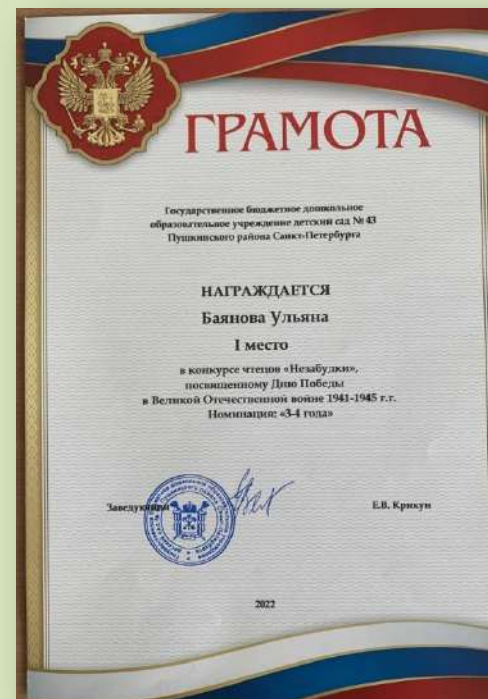 ГРАМОТА
Государственное бюджетное дошкольное
образовательное учреждение детский сад № 43
Пушкинского района Санкт-Петербурга
НАГРАЖДАЕТСЯ
Баянова Ульяна
I место
в конкурсе чтецов «Незабудки»,
посвященному Дню Победы
в Великой Отечественной войне 1941-1945 г.г.
Номинация: «3-4 года»
Заведующий Е.В. Крикун
2022